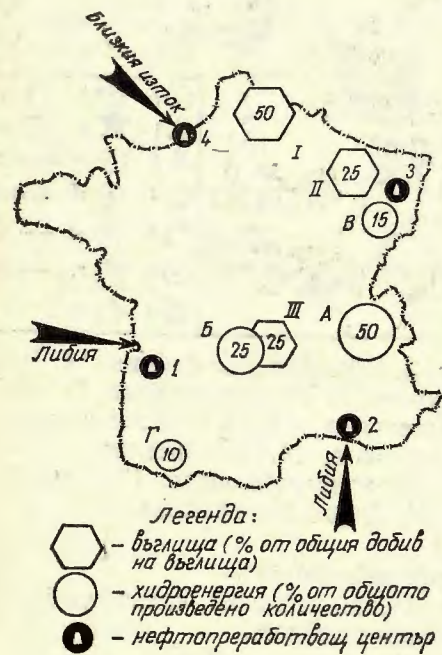 Близкия изток
4
50
I
25
II
3
15
В
А
50
III
Б
25
25
Либия
1
2
Г
10
Либия
Легенда:
– въглища (% от общия добив
на въглища)
– хидроенергия (% от общото
произведено количество)
– нефтопреработващ център